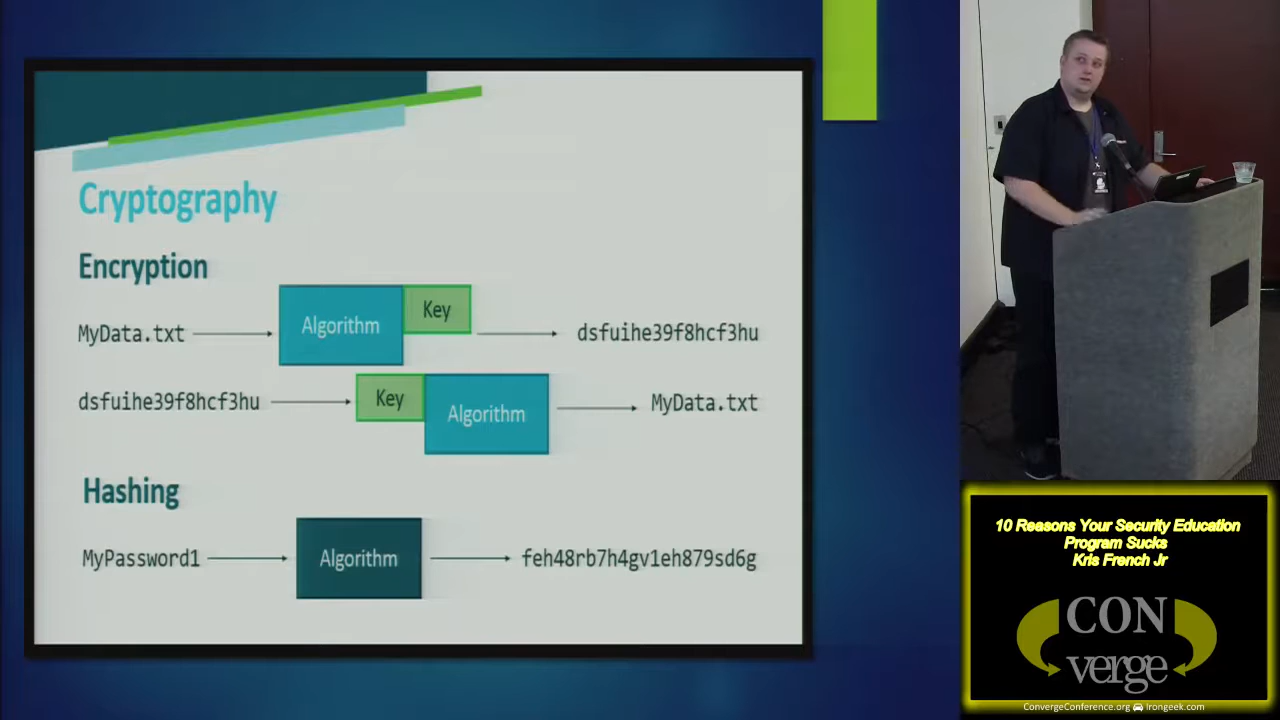 Cryptography
Encryption
MyData.txt
Algorithm
Key
dsfuihe39f8hcf3hu
dsfuihe39f8hcf3hu
Key
Algorithm
MyData.txt
Hashing
MyPassword1
Algorithm
feh48rb7h4gv1eh879sd6g
10 Reasons Your Security Education
Program Sucks
Kris French Jr
CON
verge
ConvergeConference.org Irongeek.com